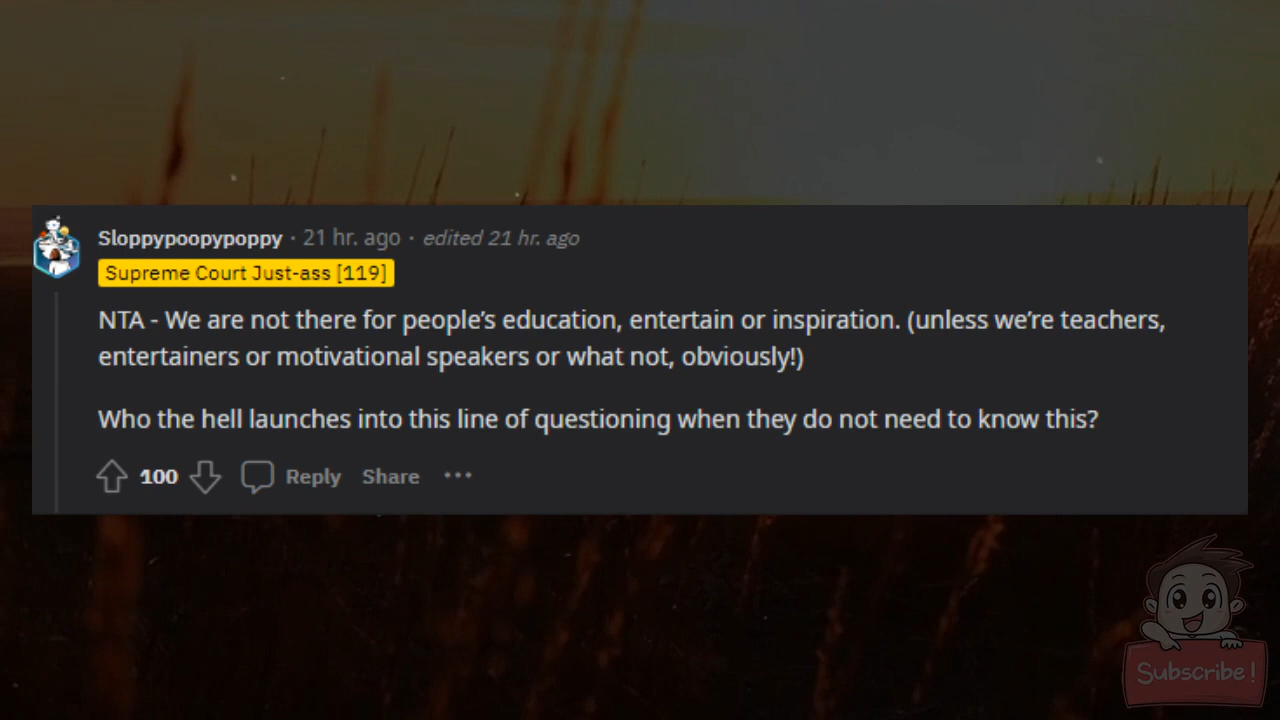 Sloppypoopypoppy · 21 hr. ago · edited 21 hr. ago
Supreme Court Just-ass [119]
NTA - We are not there for people’s education, entertain or inspiration. (unless we’re teachers,
entertainers or motivational speakers or what not, obviously!)
Who the hell launches into this line of questioning when they do not need to know this?
100 Reply Share ···
Subscribe!